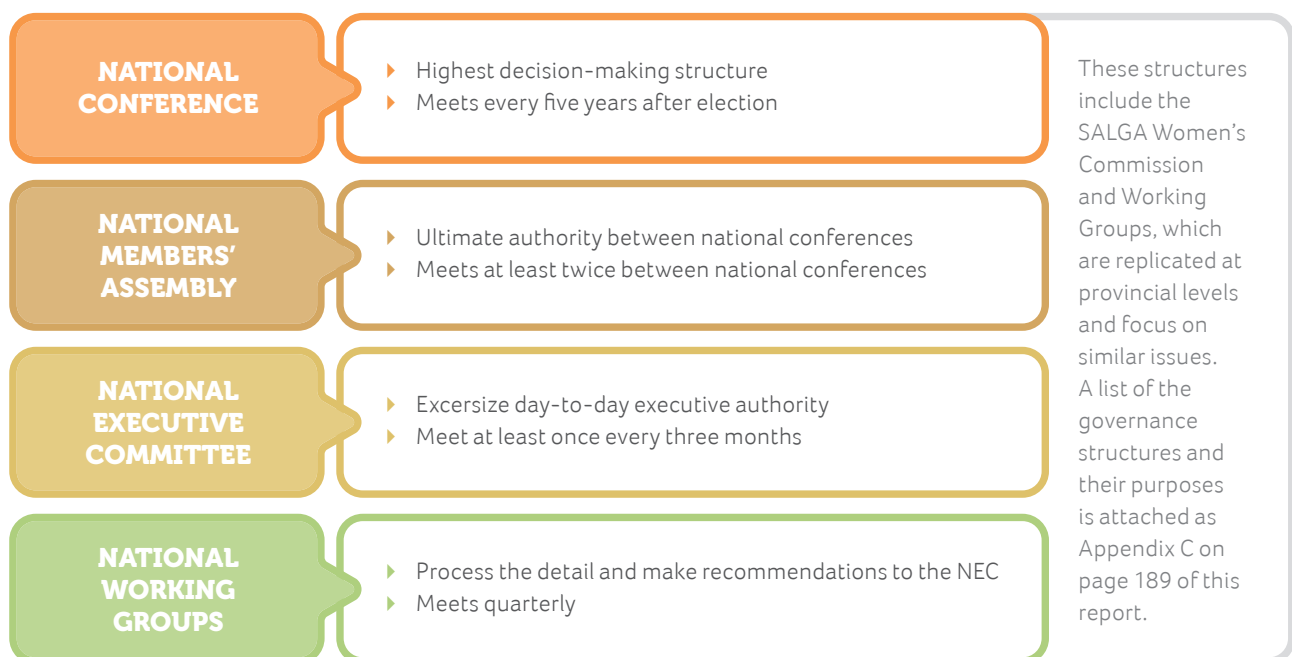 NATIONAL
CONFERENCE
Highest decision-making structure
Meets every five years after election
NATIONAL
MEMBERS’
ASSEMBLY
Ultimate authority between national conferences
Meets at least twice between national conferences
NATIONAL
EXECUTIVE
COMMITTEE
Excersize day-to-day executive authority
Meet at least once every three months
NATIONAL
WORKING
GROUPS
Process the detail and make recommendations to the NEC
Meets quarterly
These structures
include the
SALGA Women’s
Commission
and Working
Groups, which
are replicated at
provincial levels
and focus on
similar issues.
A list of the
governance
structures and
their purposes
is attached as
Appendix C on
page 189 of this
report.